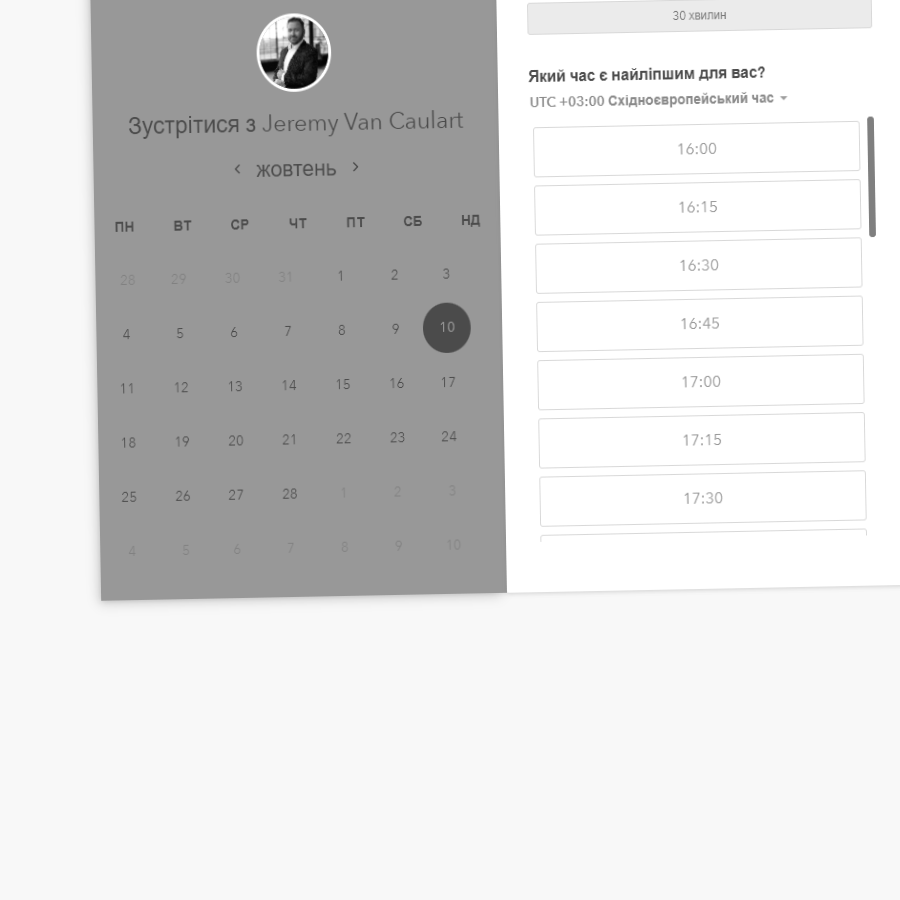 Зустрітися з Jeremy Van Caulart
‹ жовтень ›
ПН ВТ СР ЧТ ПТ СБ НД
28 29 30 31 1 2 3
4 5 6 7 8 9 10
11 12 13 14 15 16 17
18 19 20 21 22 23 24
25 26 27 28 1 2 3
4 5 6 7 8 9 10
30 хвилин
Який час є найліпшим для вас?
UTC +03:00 Східноєвропейський час
16:00
16:15
16:30
16:45
17:00
17:15
17:30